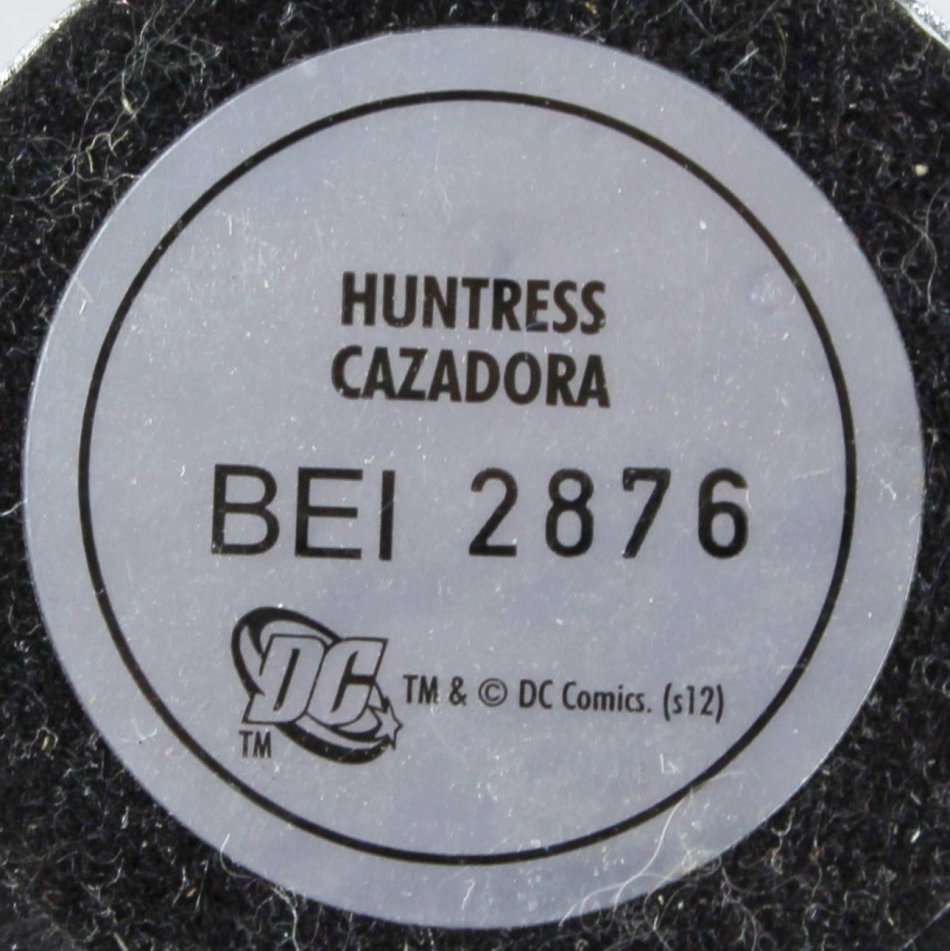 HUNTRESS
CAZADORA
BEI 2876
DC TM & © DC Comics. (s12)
TM